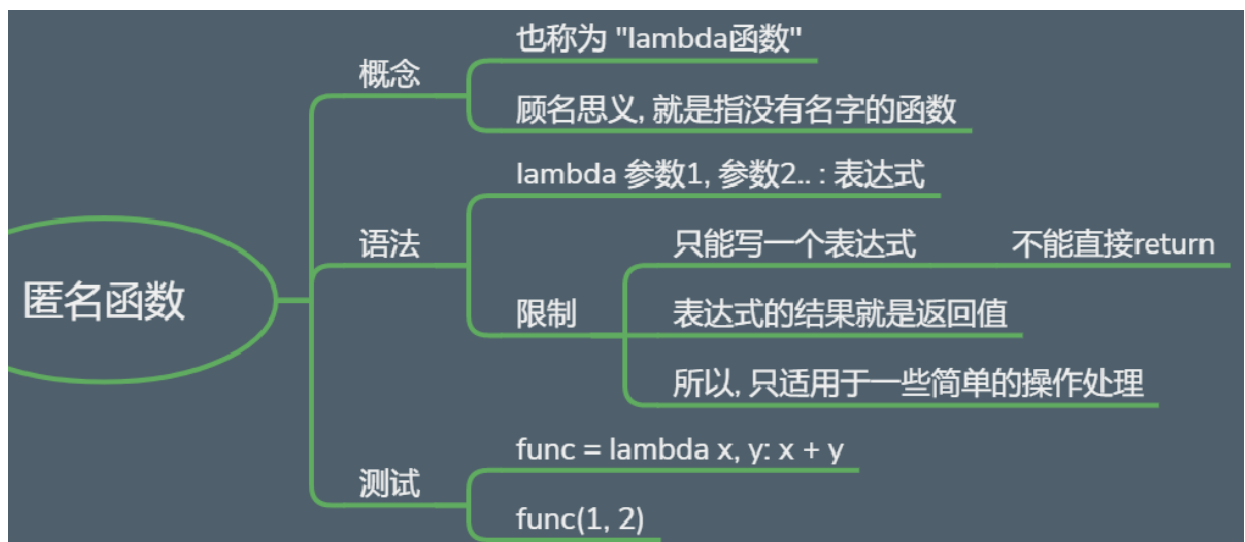 匿名函数
概念
也称为 "lambda函数"
顾名思义, 就是指没有名字的函数
语法
lambda 参数1, 参数2.. : 表达式
限制
只能写一个表达式 不能直接return
表达式的结果就是返回值
所以, 只适用于一些简单的操作处理
测试
func = lambda x, y: x + y
func(1, 2)